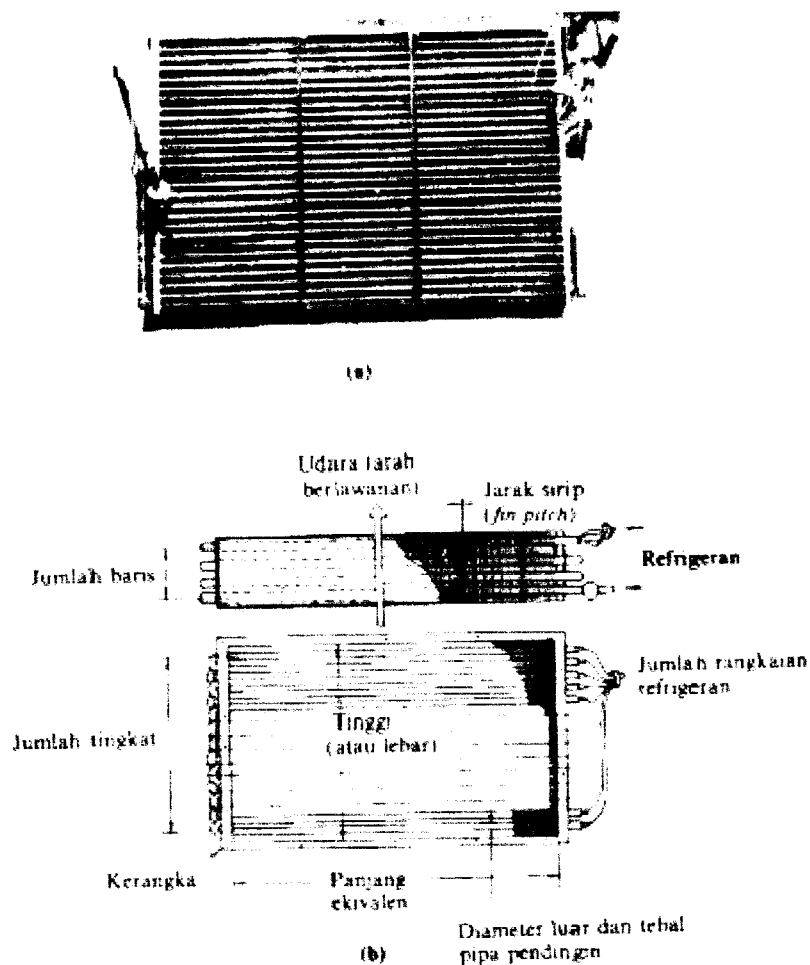 (a)
Udara (arah
berlawanan)
Jarak sirip
(fin pitch)
Jumlah baris
Refrigeran
Jumlah rangkaian
refrigeran
Jumlah tingkat
Tinggi
(atau lebar)
Kerangka
Panjang
ekivalen
Diameter luar dan tebal
pipa pendingin
(b)